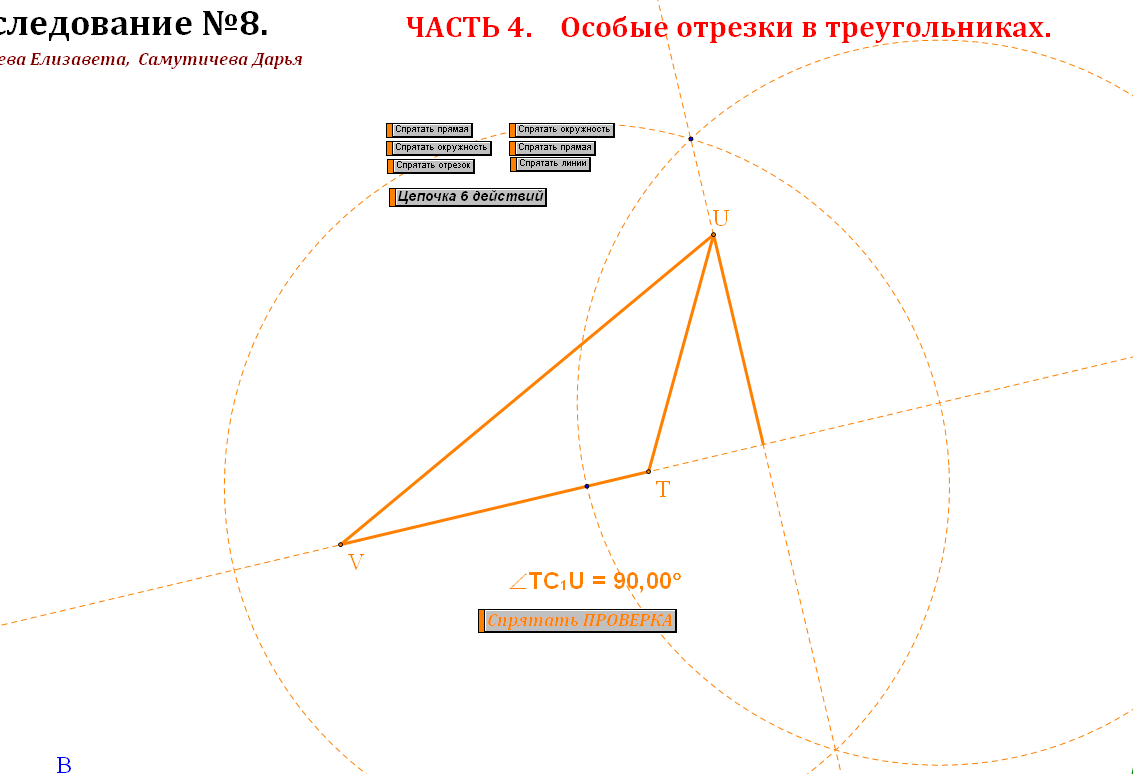 следование №8.
ЧАСТЬ 4. Особые отрезки в треугольниках.
ева Елизавета, Самутичева Дарья
Спрятать прямая
Спрятать окружность
Спрятать окружность
Спрятать прямая
Спрятать отрезок
Спрятать линии
Цепочка 6 действий
U
T
V
∠TC₁U = 90,00°
Спрятать ПРОВЕРКА
B